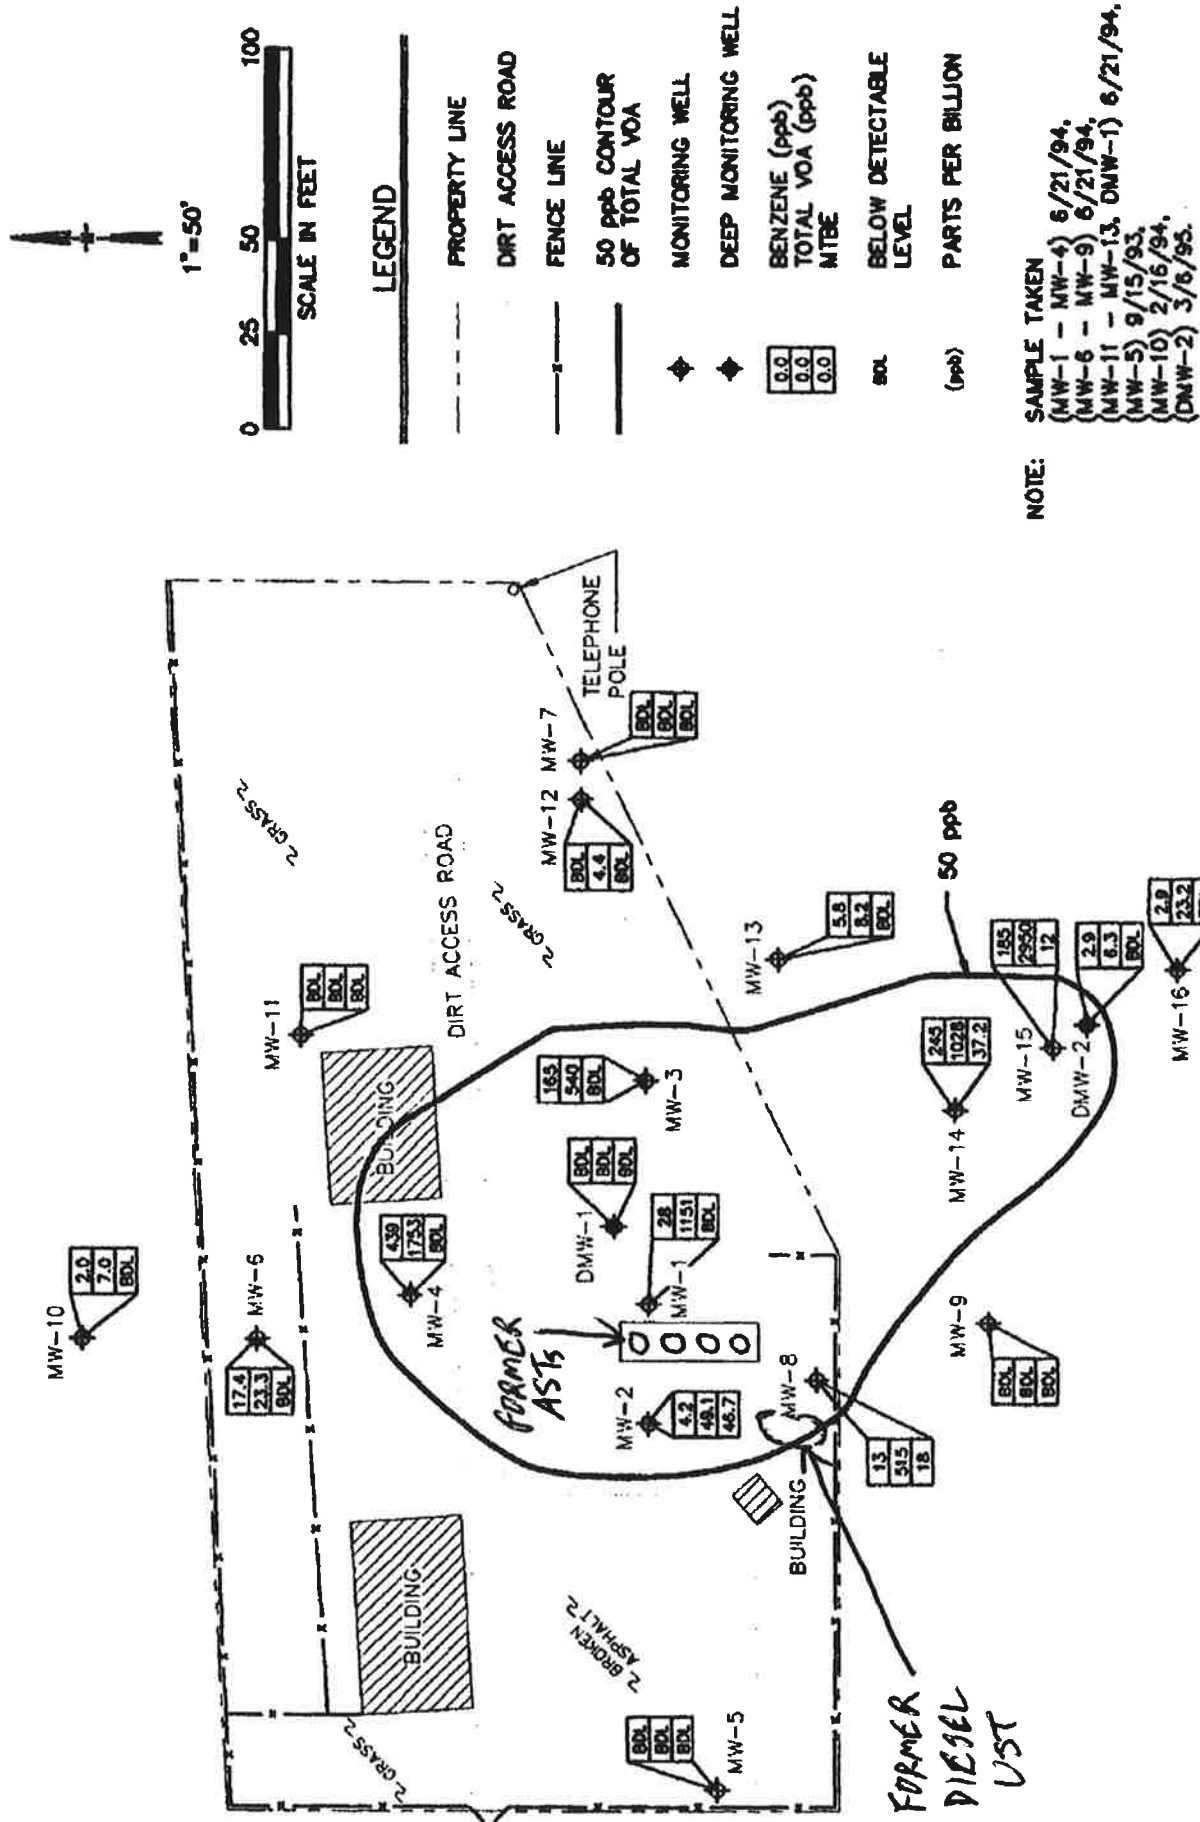 1"=50'
0 25 50 100
SCALE IN FEET
LEGEND
PROPERTY LINE
DIRT ACCESS ROAD
FENCE LINE
50 ppb CONTOUR
OF TOTAL VOA
MONITORING WELL
DEEP MONITORING WELL
0.0 BENZENE (ppb)
0.0 TOTAL VOA (ppb)
0.0 MTBE
BDL BELOW DETECTABLE
LEVEL
(ppb) PARTS PER BILLION
NOTE: SAMPLE TAKEN
(MW-1 - MW-4) 6/21/94,
(MW-6 - MW-9) 6/21/94,
(MW-11 - MW-13, DMW-1) 6/21/94,
(MW-5) 9/15/93,
(MW-10) 2/16/94,
(DMW-2) 3/6/95.
MW-10
2.0
7.0
BDL
MW-6
17.4
23.3
BDL
MW-11
BDL
BDL
BDL
GRASS
BUILDING
BUILDING
GRASS
DIRT ACCESS ROAD
GRASS
MW-4
439
1753
BDL
FORMER
ASTs
DMW-1
BDL
BDL
BDL
MW-3
165
540
BDL
MW-12
BDL
4.4
BDL
MW-7
BDL
BDL
BDL
TELEPHONE
POLE
BROKEN
ASPHALT
MW-5
BDL
BDL
BDL
MW-2
4.2
49.1
46.7
MW-1
28
1151
BDL
BUILDING
MW-8
13
515
18
MW-13
5.8
8.2
BDL
FORMER
DIESEL
UST
MW-9
BDL
BDL
BDL
MW-14
245
1028
37.2
50 ppb
MW-15
185
2950
12
DMW-2
2.9
6.3
BDL
MW-16
2.9
23.2